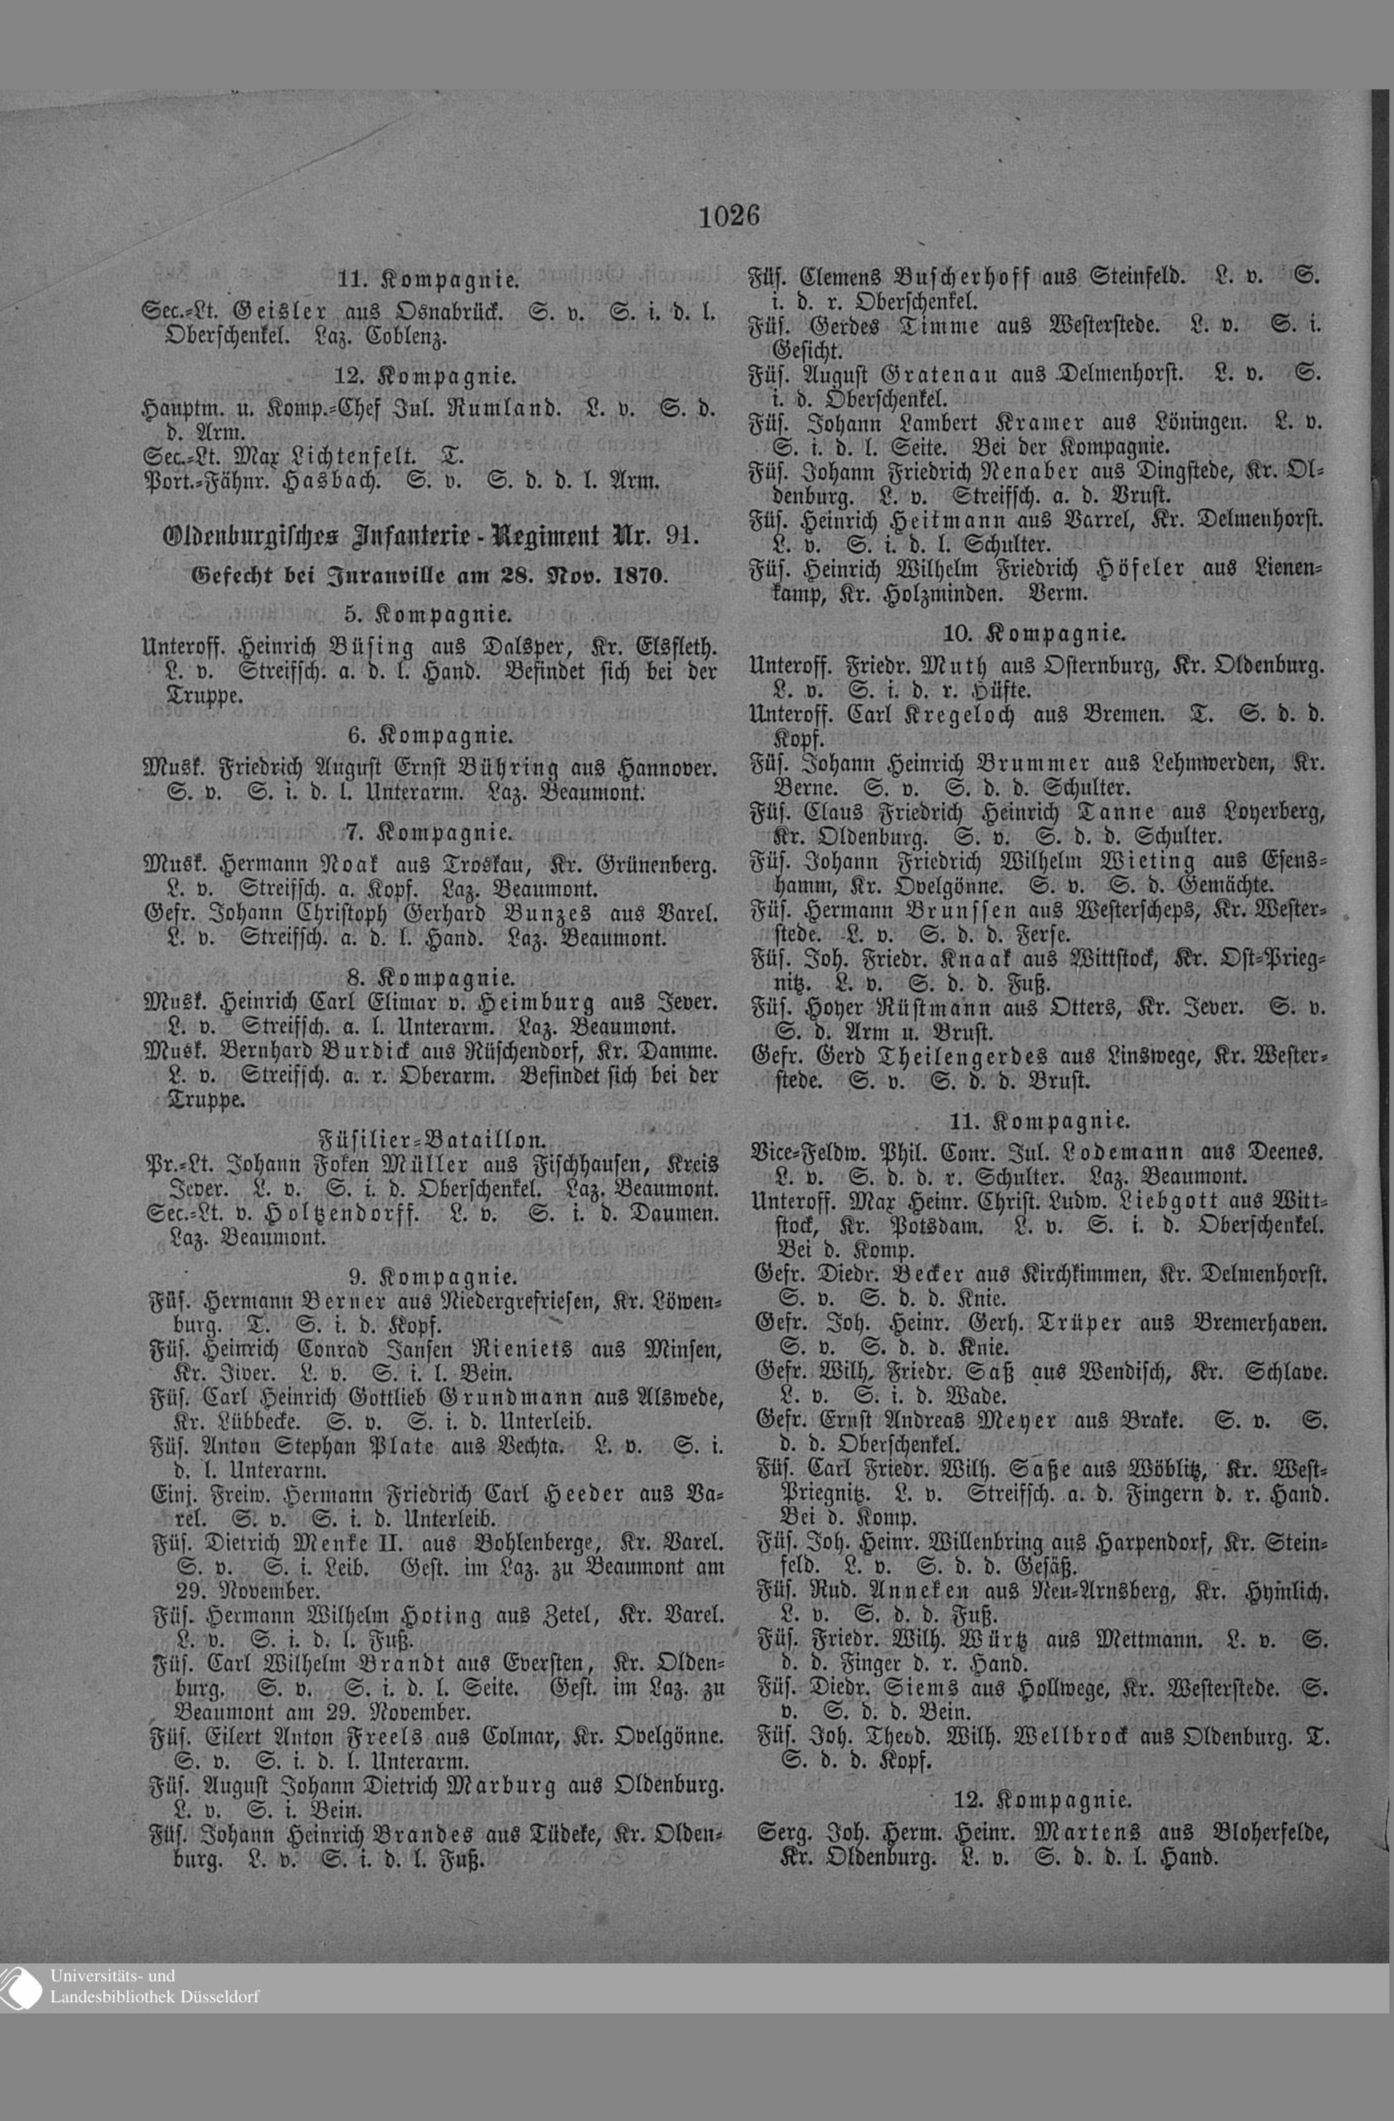 1026
11. Kompagnie.
Sec.-Lt. Geisler aus Osnabrück. S. v. S. i. d. l.
Oberschenkel. Laz. Coblenz.
12. Kompagnie.
Hauptm. u. Komp.-Chef Jul. Rumland. L. v. S. d.
d. Arm.
Sec.-Lt. Max Lichtenfelt. T.
Port.-Fähnr. Hasbach. S. v. S. d. d. l. Arm.
Oldenburgisches Infanterie-Regiment Nr. 91.
Gefecht bei Juranville am 28. Nov. 1870.
5. Kompagnie.
Unteroff. Heinrich Büsing aus Dalsper, Kr. Elsfleth.
L. v. Streifsch. a. d. l. Hand. Befindet sich bei der
Truppe.
6. Kompagnie.
Musk. Friedrich August Ernst Bühring aus Hannover.
S. v. S. i. d. l. Unterarm. Laz. Beaumont.
7. Kompagnie.
Musk. Hermann Noak aus Troskau, Kr. Grünenberg.
L. v. Streifsch. a. Kopf. Laz. Beaumont.
Gefr. Johann Christoph Gerhard Bunzes aus Varel.
L. v. Streifsch. a. d. l. Hand. Laz. Beaumont.
8. Kompagnie.
Musk. Heinrich Carl Elimar v. Heimburg aus Jever.
L. v. Streifsch. a. l. Unterarm. Laz. Beaumont.
Musk. Bernhard Burdick aus Rüschendorf, Kr. Damme.
L. v. Streifsch. a. r. Oberarm. Befindet sich bei der
Truppe.
Füsilier-Bataillon.
Pr.-Lt. Johann Foken Müller aus Fischhausen, Kreis
Jever. L. v. S. i. d. Oberschenkel. Laz. Beaumont.
Sec.-Lt. v. Holtzendorff. L. v. S. i. d. Daumen.
Laz. Beaumont.
9. Kompagnie.
Füs. Hermann Berner aus Niedergrefriesen, Kr. Löwen-
burg. T. S. i. d. Kopf.
Füs. Heinrich Conrad Jansen Rieniets aus Minsen,
Kr. Jiver. L. v. S. i. l. Bein.
Füs. Carl Heinrich Gottlieb Grundmann aus Alswede,
Kr. Lübbecke. S. v. S. i. d. Unterleib.
Füs. Anton Stephan Plate aus Vechta. L. v. S. i.
d. l. Unterarm.
Einj. Freiw. Hermann Friedrich Carl Heeder aus Va-
rel. S. v. S. i. d. Unterleib.
Füs. Dietrich Menke II. aus Bohlenberge, Kr. Varel.
S. v. S. i. Leib. Gest. im Laz. zu Beaumont am
29. November.
Füs. Hermann Wilhelm Hoting aus Zetel, Kr. Varel.
L. v. S. i. d. l. Fuß.
Füs. Carl Wilhelm Brandt aus Eversten, Kr. Olden-
burg. S. v. S. i. d. l. Seite. Gest. im Laz. zu
Beaumont am 29. November.
Füs. Eilert Anton Freels aus Colmar, Kr. Ovelgönne.
S. v. S. i. d. l. Unterarm.
Füs. August Johann Dietrich Marburg aus Oldenburg.
L. v. S. i. Bein.
Füs. Johann Heinrich Brandes aus Tüdeke, Kr. Olden-
burg. L. v. S. i. d. l. Fuß.
Füs. Clemens Buscherhoff aus Steinfeld. L. v. S.
i. d. r. Oberschenkel.
Füs. Gerdes Timme aus Westerstede. L. v. S. i.
Gesicht.
Füs. August Gratenau aus Delmenhorst. L. v. S.
i. d. Oberschenkel.
Füs. Johann Lambert Kramer aus Löningen. L. v.
S. i. d. l. Seite. Bei der Kompagnie.
Füs. Johann Friedrich Nenaber aus Dingstede, Kr. Ol-
denburg. L. v. Streifsch. a. d. Brust.
Füs. Heinrich Heitmann aus Varrel, Kr. Delmenhorst.
L. v. S. i. d. l. Schulter.
Füs. Heinrich Wilhelm Friedrich Höfeler aus Lienen-
kamp, Kr. Holzminden. Verm.
10. Kompagnie.
Unteroff. Friedr. Muth aus Osternburg, Kr. Oldenburg.
L. v. S. i. d. r. Hüfte.
Unteroff. Carl Kregeloch aus Bremen. T. S. d. d.
Kopf.
Füs. Johann Heinrich Brummer aus Lehmwerden, Kr.
Berne. S. v. S. d. d. Schulter.
Füs. Claus Friedrich Heinrich Tanne aus Loyerberg,
Kr. Oldenburg. S. v. S. d. d. Schulter.
Füs. Johann Friedrich Wilhelm Wieting aus Esens-
hamm, Kr. Ovelgönne. S. v. S. d. Gemächte.
Füs. Hermann Brunssen aus Westerscheps, Kr. Wester-
stede. L. v. S. d. d. Ferse.
Füs. Joh. Friedr. Knaak aus Wittstock, Kr. Ost-Prieg-
nitz. L. v. S. d. d. Fuß.
Füs. Hoyer Rüstmann aus Otters, Kr. Jever. S. v.
S. d. Arm u. Brust.
Gefr. Gerd Theilengerdes aus Linswege, Kr. Wester-
stede. S. v. S. d. d. Brust.
11. Kompagnie.
Vice-Feldw. Phil. Conr. Jul. Lodemann aus Deenes.
L. v. S. d. d. r. Schulter. Laz. Beaumont.
Unteroff. Max Heinr. Christ. Ludw. Liebgott aus Witt-
stock, Kr. Potsdam. L. v. S. i. d. Oberschenkel.
Bei d. Komp.
Gefr. Diedr. Becker aus Kirchkimmen, Kr. Delmenhorst.
S. v. S. d. d. Knie.
Gefr. Joh. Heinr. Gerh. Trüper aus Bremerhaven.
S. v. S. d. d. Knie.
Gefr. Wilh. Friedr. Saß aus Wendisch, Kr. Schlave.
L. v. S. i. d. Wade.
Gefr. Ernst Andreas Meyer aus Brake. S. v. S.
d. d. Oberschenkel.
Füs. Carl Friedr. Wilh. Saße aus Wöblitz, Kr. West-
Priegnitz. L. v. Streifsch. a. d. Fingern d. r. Hand.
Bei d. Komp.
Füs. Joh. Heinr. Willenbring aus Harpendorf, Kr. Stein-
feld. L. v. S. d. d. Gesäß.
Füs. Rud. Anneken aus Neu-Arnsberg, Kr. Hymlich.
L. v. S. d. d. Fuß.
Füs. Friedr. Wilh. Würtz aus Mettmann. L. v. S.
d. d. Finger d. r. Hand.
Füs. Diedr. Siems aus Hollwege, Kr. Westerstede. S.
v. S. d. d. Bein.
Füs. Joh. Theod. Wilh. Wellbrock aus Oldenburg. T.
S. d. d. Kopf.
12. Kompagnie.
Serg. Joh. Herm. Heinr. Martens aus Bloherfelde,
Kr. Oldenburg. L. v. S. d. d. l. Hand.
Universitäts- und
Landesbibliothek Düsseldorf